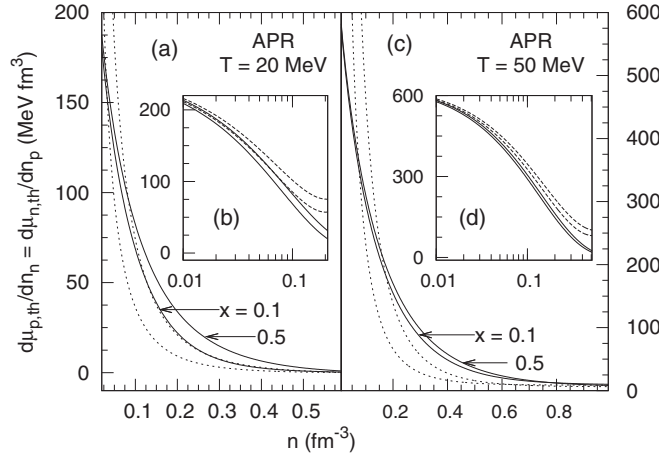 dμp,th/dnn = dμn,th/dnp (MeV fm³)
200
150
100
50
0
(a)
APR
T = 20 MeV
200
100
0
(b)
0.01
0.1
x = 0.1
0.5
0.1
0.2
0.3
0.4
0.5
(c)
APR
T = 50 MeV
600
300
0
(d)
0.01
0.1
x = 0.1
0.5
0.2
0.4
0.6
0.8
600
500
400
300
200
100
0
n (fm⁻³)